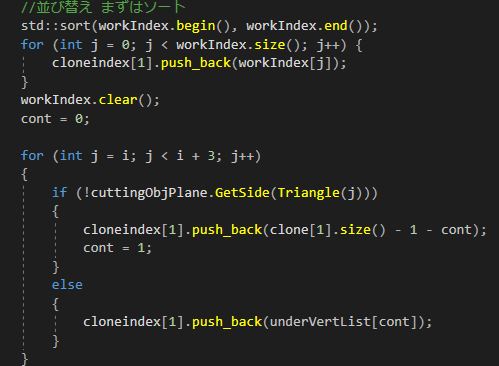 //並び替え まずはソート
std::sort(workIndex.begin(), workIndex.end());
for (int j = 0; j < workIndex.size(); j++) {
cloneindex[1].push_back(workIndex[j]);
}
workIndex.clear();
cont = 0;
for (int j = i; j < i + 3; j++)
{
if (!cuttingObjPlane.GetSide(Triangle(j)))
{
cloneindex[1].push_back(clone[1].size() - 1 - cont);
cont = 1;
}
else
{
cloneindex[1].push_back(underVertList[cont]);
}
}